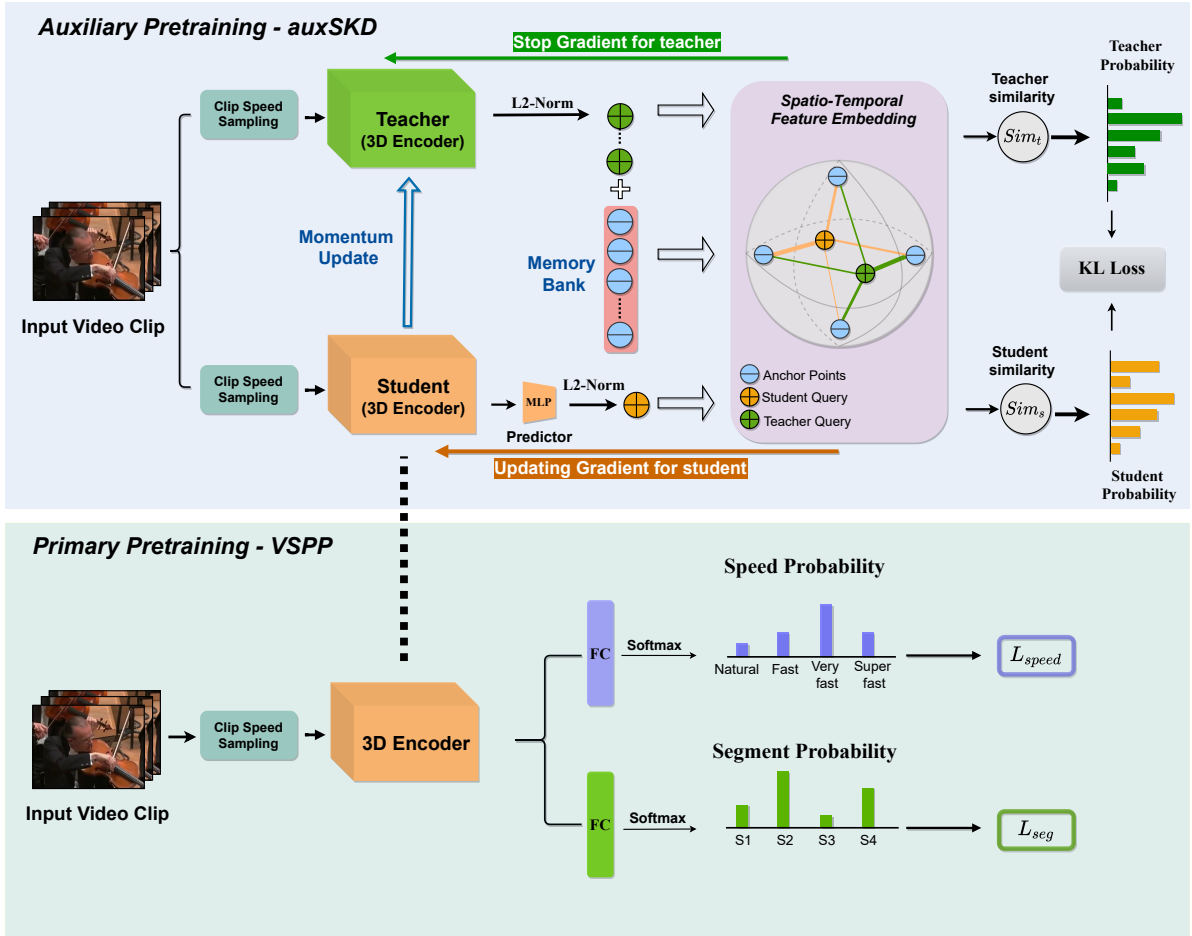 Auxiliary Pretraining - auxSKD
Stop Gradient for teacher
Teacher
Probability
Clip Speed
Sampling
Teacher
(3D Encoder)
L2-Norm
Spatio-Temporal
Feature Embedding
Teacher
similarity
Sim_t
Momentum
Update
Memory
Bank
Input Video Clip
KL Loss
Clip Speed
Sampling
Student
(3D Encoder)
MLP
Predictor
L2-Norm
Anchor Points
Student Query
Teacher Query
Student
similarity
Sim_s
Updating Gradient for student
Student
Probability
Primary Pretraining - VSPP
Speed Probability
FC
Softmax
Natural
Fast
Very
fast
Super
fast
L_speed
Clip Speed
Sampling
3D Encoder
Input Video Clip
Segment Probability
FC
Softmax
S1
S2
S3
S4
L_seg